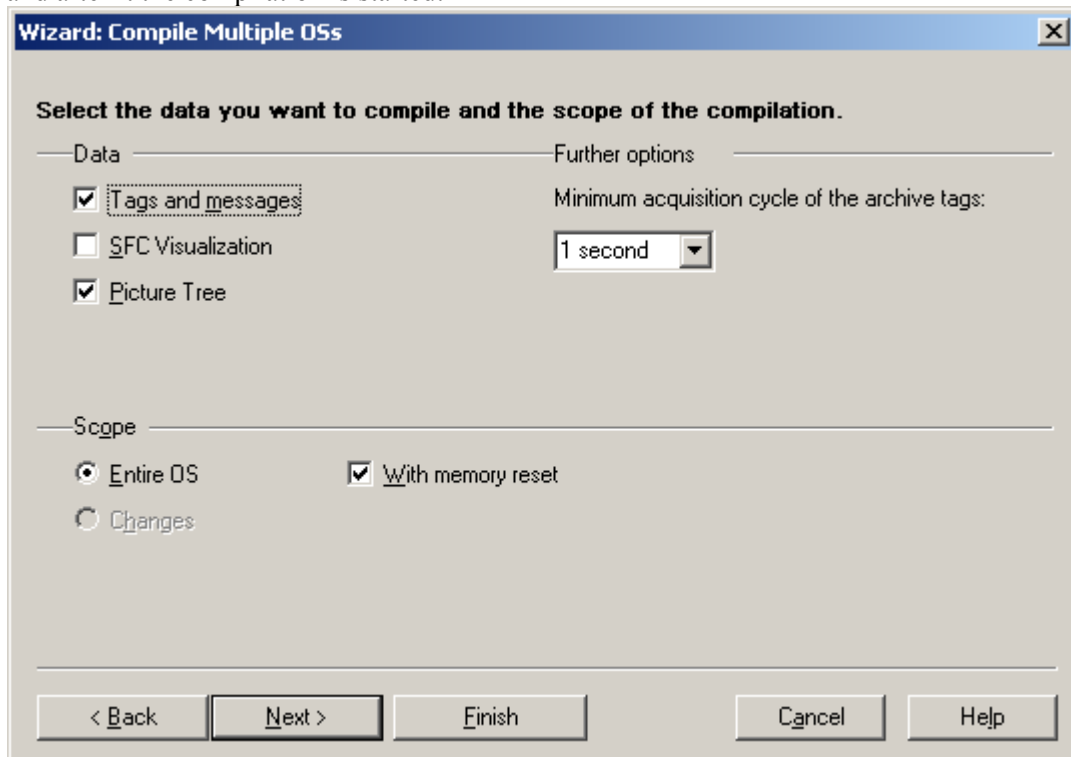 Wizard: Compile Multiple OSs
Select the data you want to compile and the scope of the compilation.
Data
Further options
Tags and messages
Minimum acquisition cycle of the archive tags:
SFC Visualization
1 second
Picture Tree
Scope
Entire OS
With memory reset
Changes
< Back
Next >
Finish
Cancel
Help